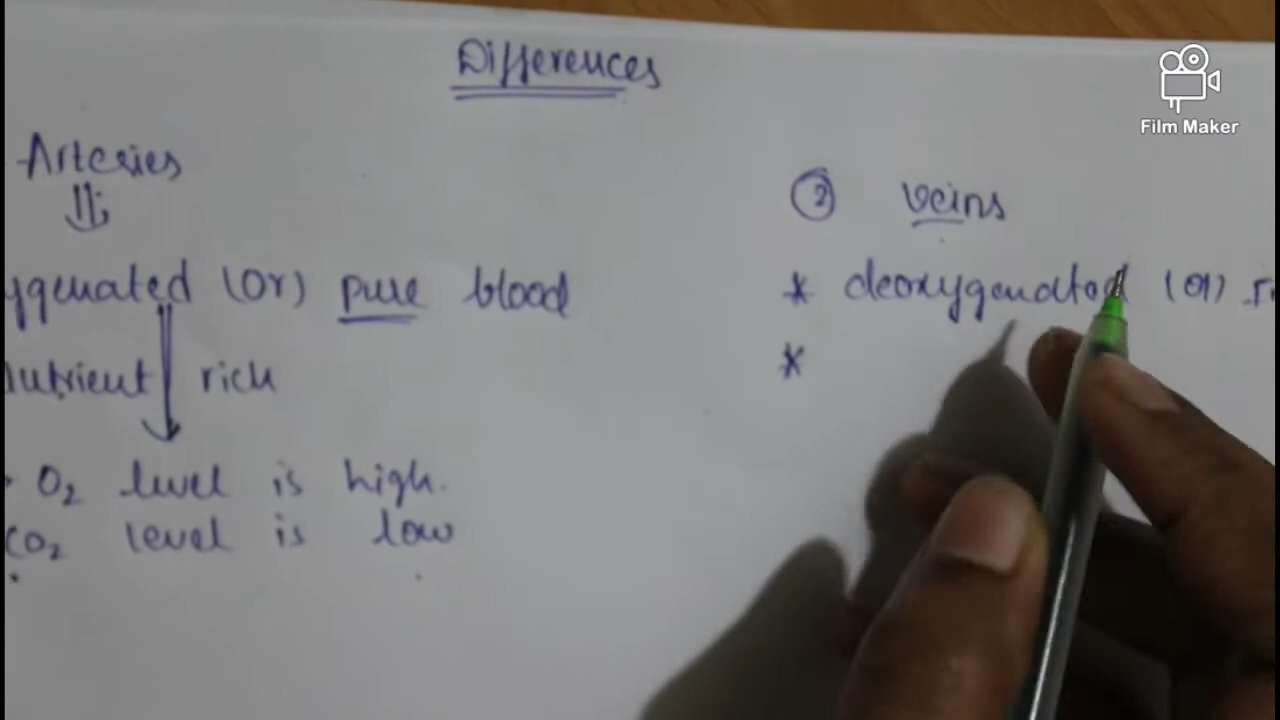 Differences
Film Maker
Arteries
② Veins
ygenated (or) pure blood
* deoxygenated (or)
nutrient rich
*
O₂ level is high.
CO₂ level is low